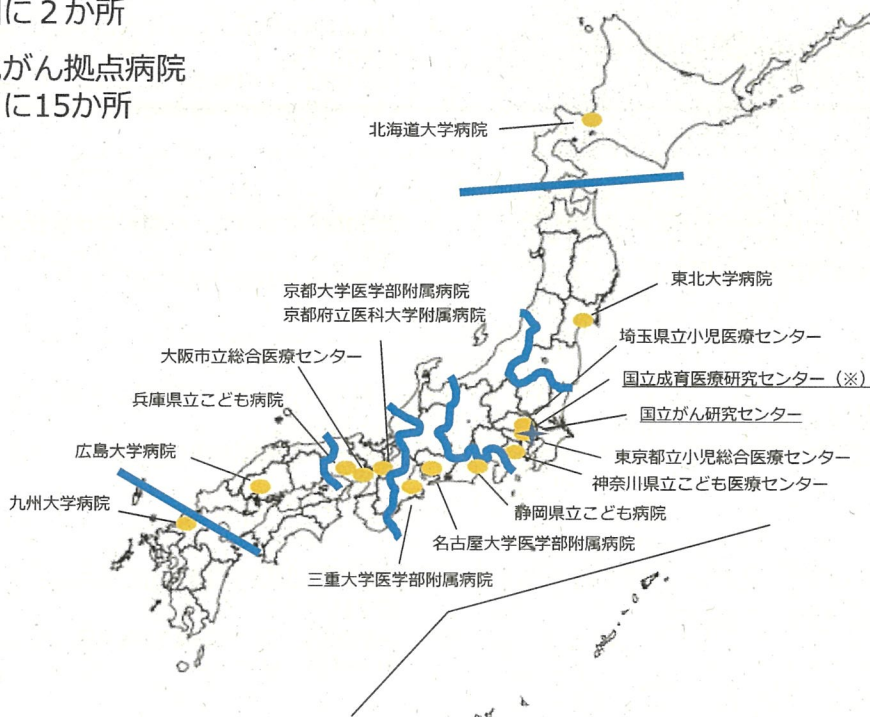 に２か所
がん拠点病院
に15か所
北海道大学病院
東北大学病院
京都大学医学部附属病院
京都府立医科大学附属病院
埼玉県立小児医療センター
大阪市立総合医療センター
国立成育医療研究センター（※）
兵庫県立こども病院
国立がん研究センター
広島大学病院
東京都立小児総合医療センター
神奈川県立こども医療センター
九州大学病院
静岡県立こども病院
名古屋大学医学部附属病院
三重大学医学部附属病院